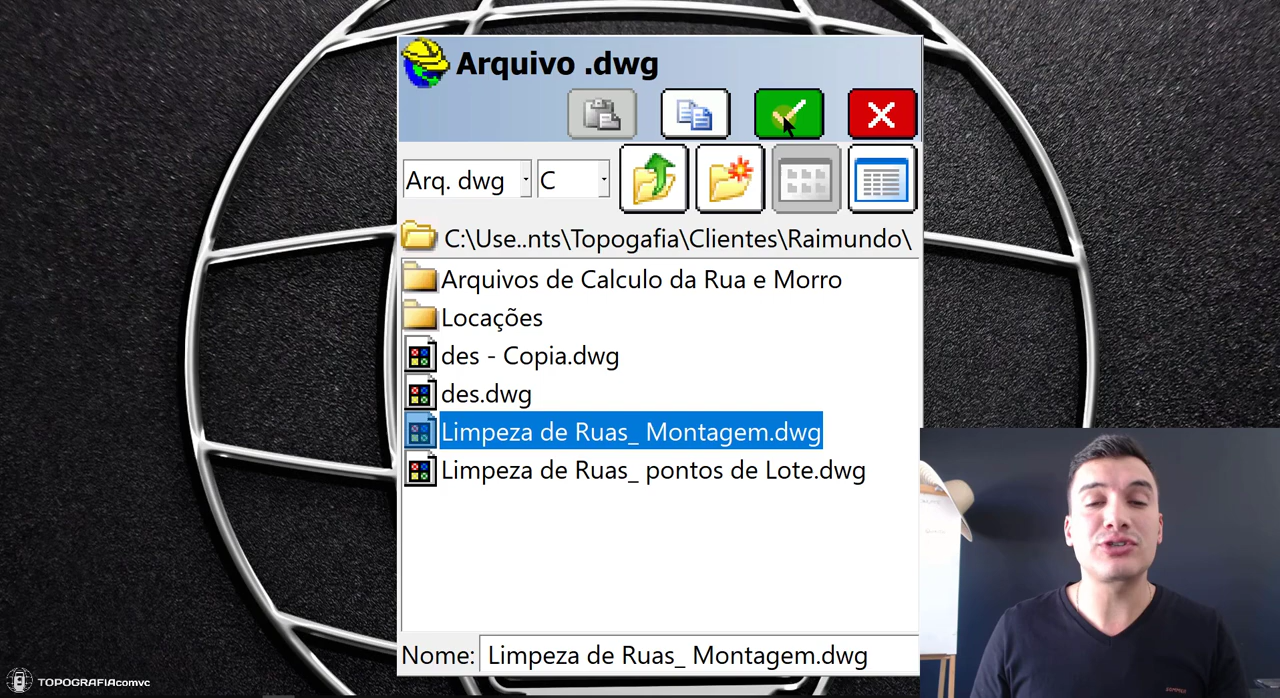 Arquivo .dwg
Arq. dwg
C
C:\Use..nts\Topogafia\Clientes\Raimundo\
Arquivos de Calculo da Rua e Morro
Locações
des - Copia.dwg
des.dwg
Limpeza de Ruas_ Montagem.dwg
Limpeza de Ruas_ pontos de Lote.dwg
Nome: Limpeza de Ruas_ Montagem.dwg
TOPOGRAFIAcomvc